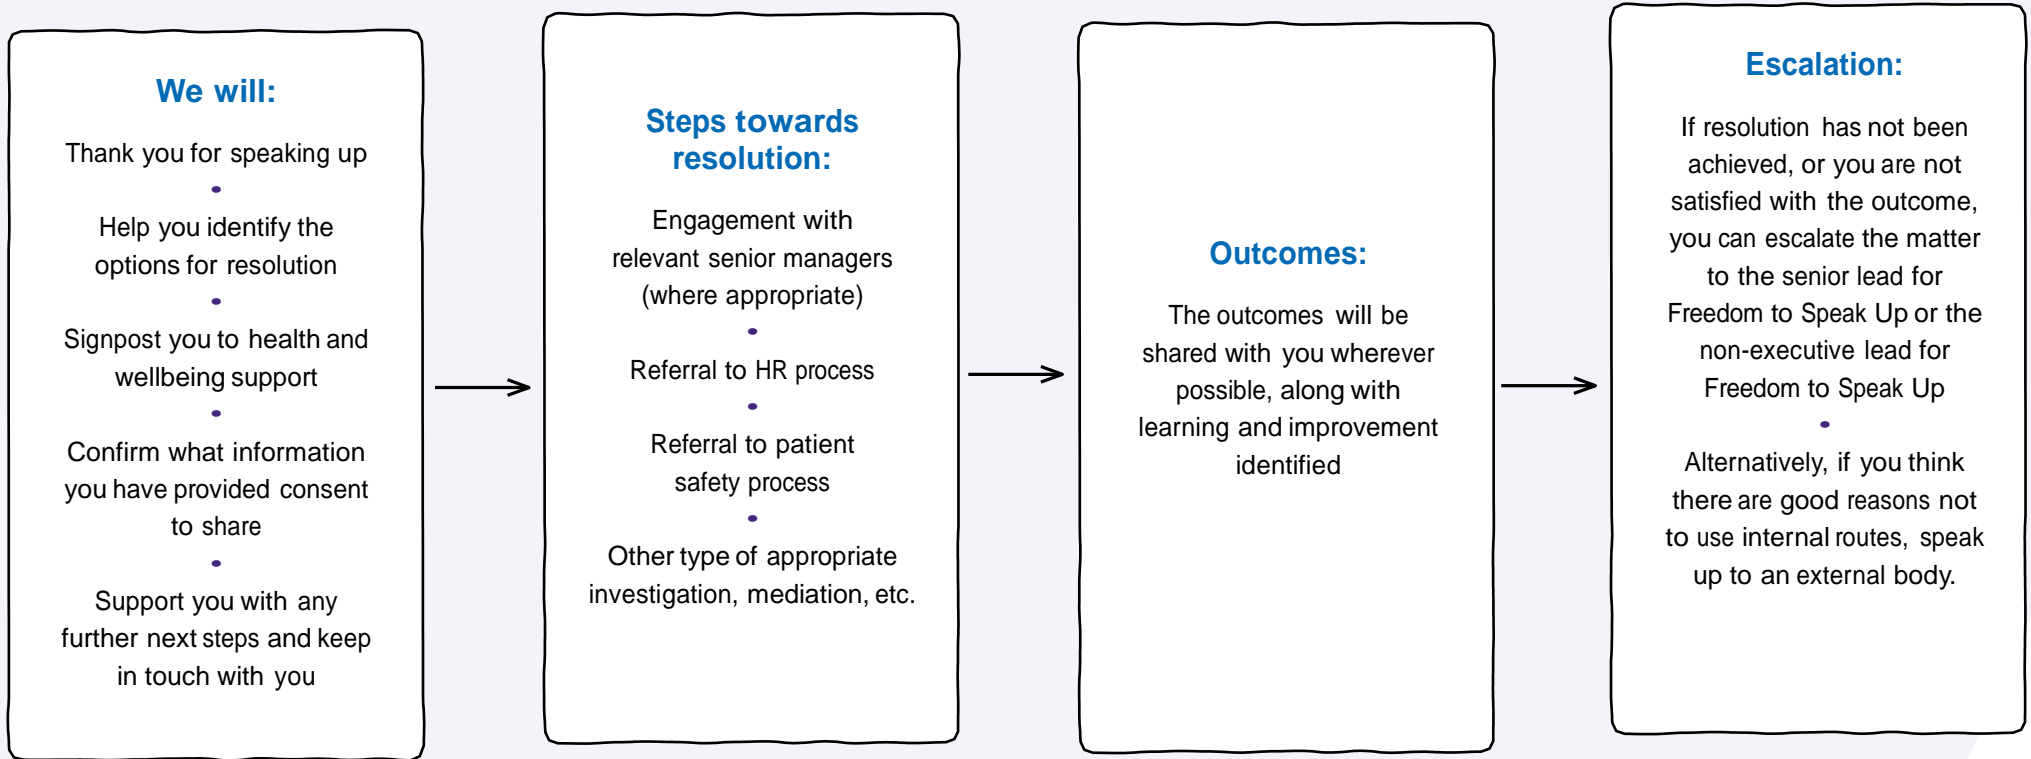 We will:
Thank you for speaking up
•
Help you identify the
options for resolution
•
Signpost you to health and
wellbeing support
•
Confirm what information
you have provided consent
to share
•
Support you with any
further next steps and keep
in touch with you
Steps towards
resolution:
Engagement with
relevant senior managers
(where appropriate)
•
Referral to HR process
•
Referral to patient
safety process
•
Other type of appropriate
investigation, mediation, etc.
Outcomes:
The outcomes will be
shared with you wherever
possible, along with
learning and improvement
identified
Escalation:
If resolution has not been
achieved, or you are not
satisfied with the outcome,
you can escalate the matter
to the senior lead for
Freedom to Speak Up or the
non-executive lead for
Freedom to Speak Up
•
Alternatively, if you think
there are good reasons not
to use internal routes, speak
up to an external body.